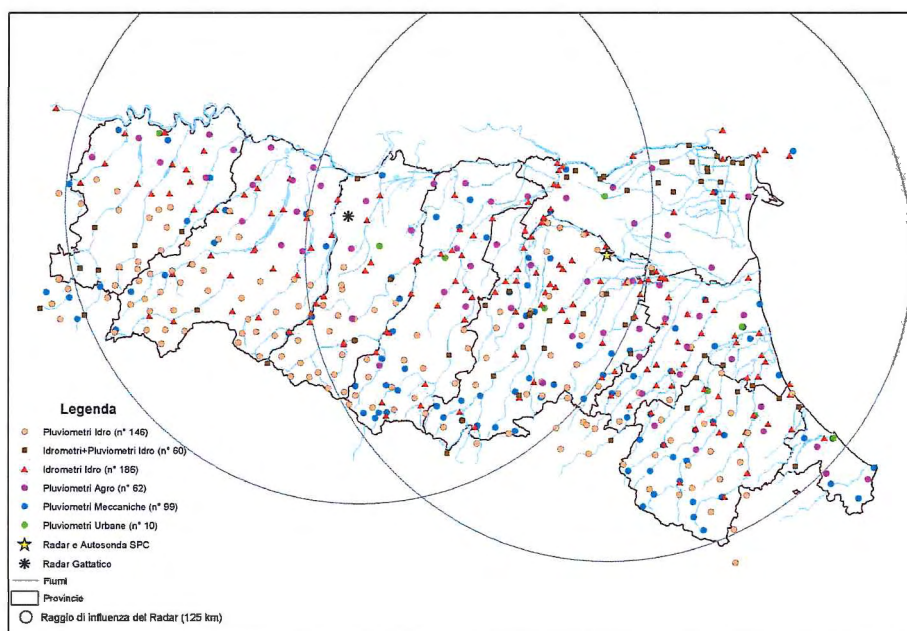 Legenda
Pluviometri Idro (n° 146)
Idrometri+Pluviometri Idro (n° 60)
Idrometri Idro (n° 186)
Pluviometri Agro (n° 62)
Pluviometri Meccaniche (n° 99)
Pluviometri Urbane (n° 10)
Radar e Autosonda SPC
Radar Gattatico
Fiumi
Provincie
Raggio di influenza del Radar (125 km)